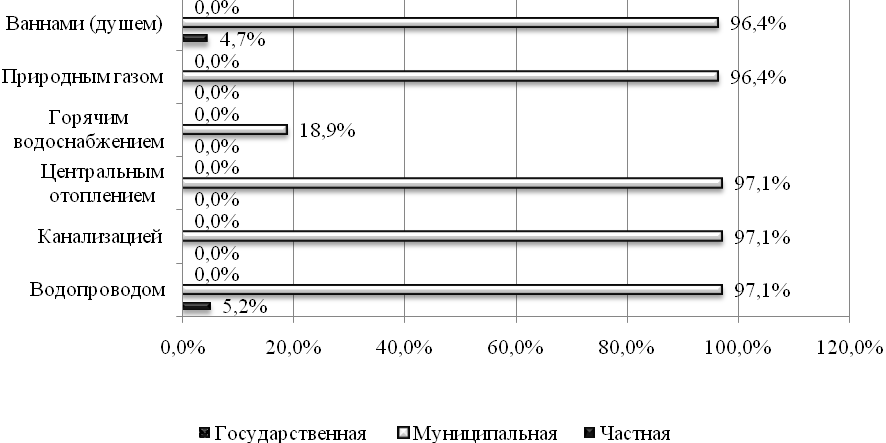 0,0%
Ваннами (душем) 96,4%
4,7%
0,0%
Природным газом 96,4%
0,0%
0,0%
Горячим
водоснабжением 18,9%
0,0%
0,0%
Центральным
отоплением 97,1%
0,0%
0,0%
Канализацией 97,1%
0,0%
0,0%
Водопроводом 97,1%
5,2%
0,0% 20,0% 40,0% 60,0% 80,0% 100,0% 120,0%
Государственная Муниципальная Частная